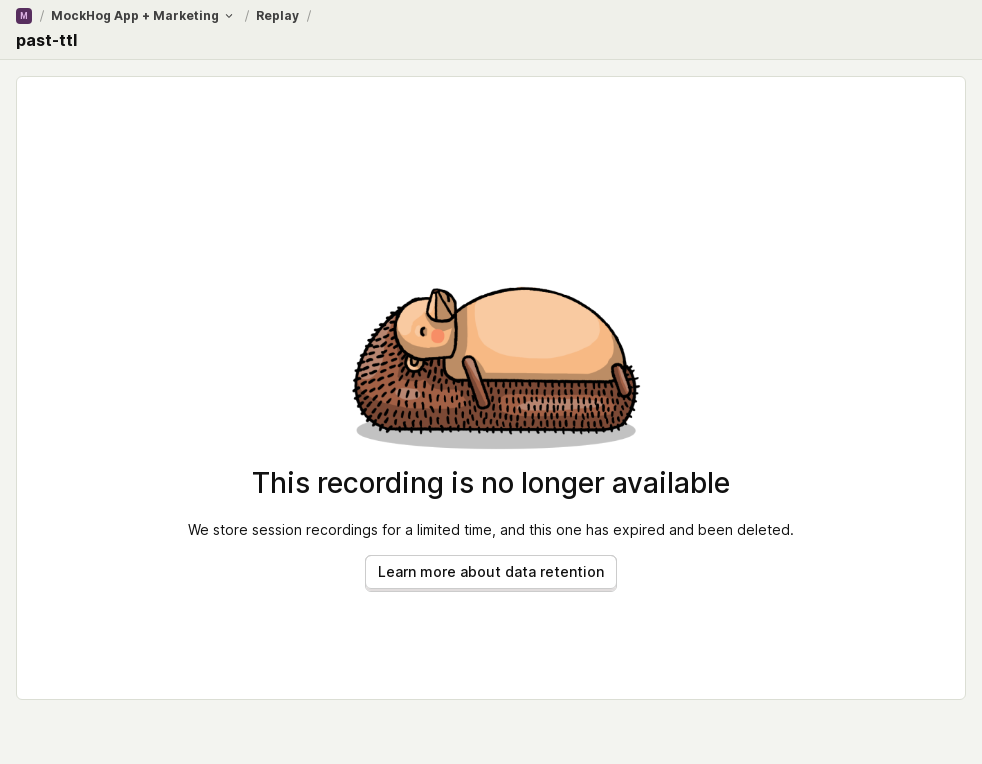 M / MockHog App + Marketing / Replay /
past-ttl
This recording is no longer available
We store session recordings for a limited time, and this one has expired and been deleted.
Learn more about data retention